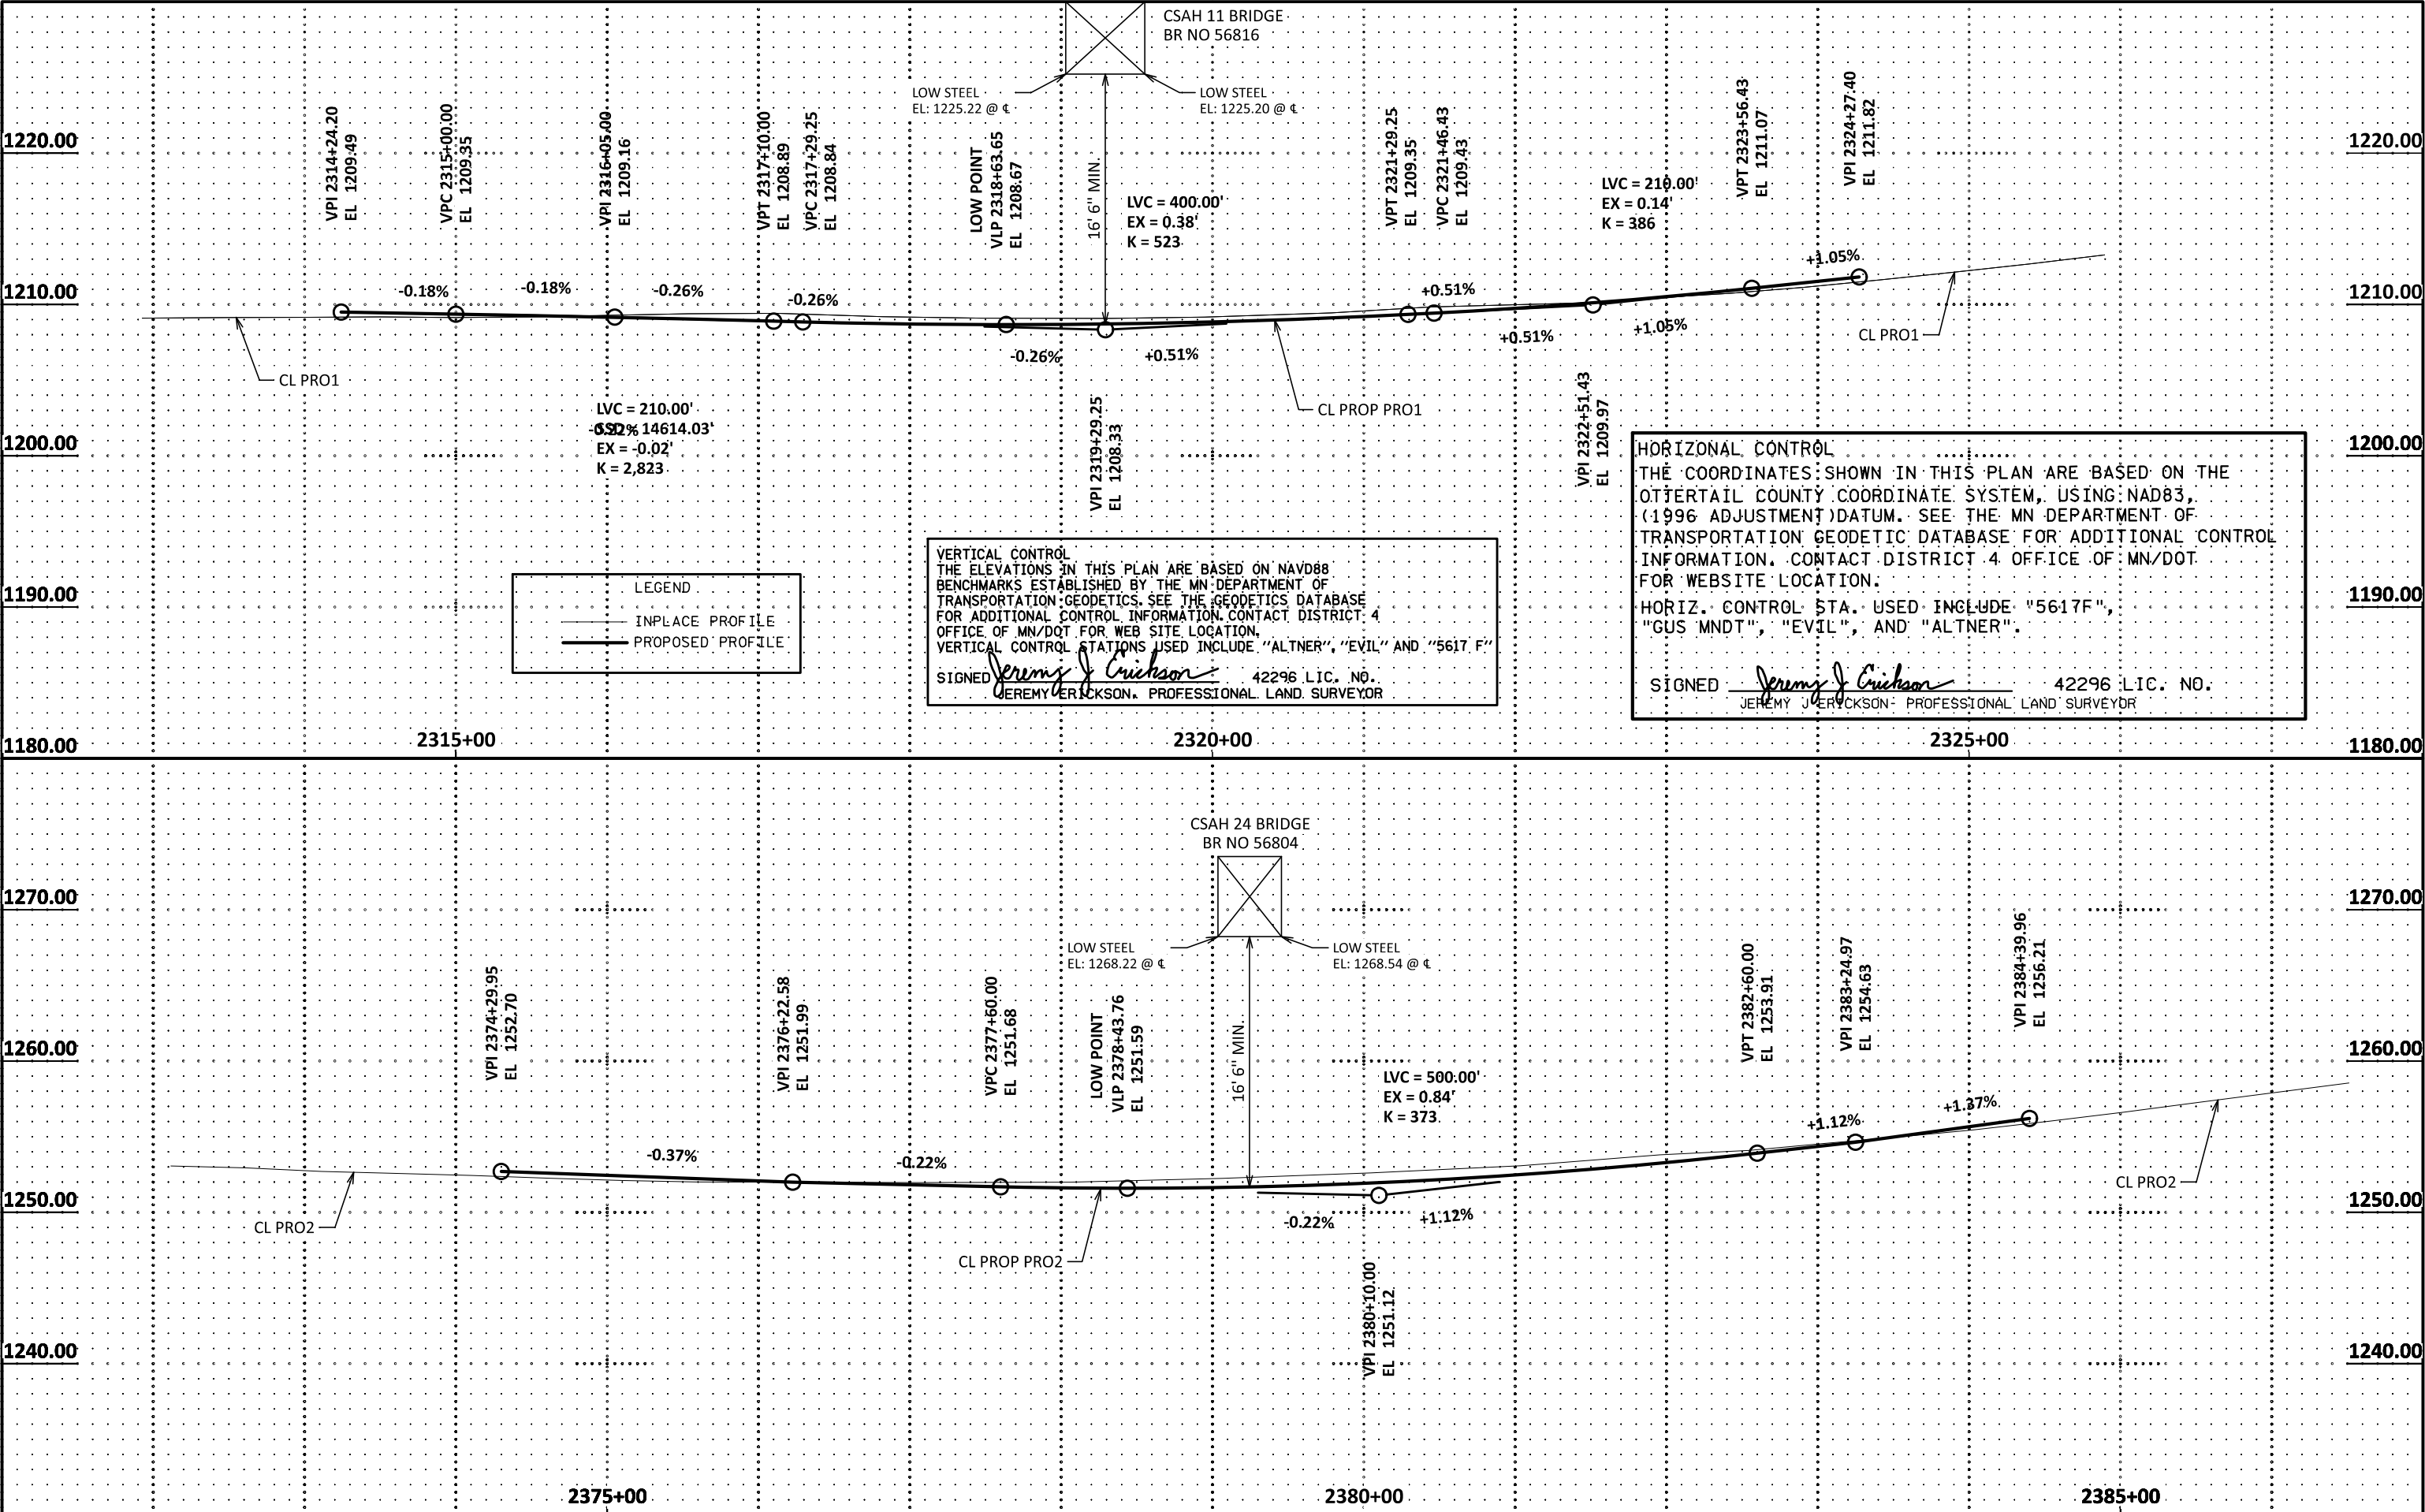 CSAH 11 BRIDGE
BR NO 56816
LOW STEEL
EL: 1225.22 @ ℄
LOW STEEL
EL: 1225.20 @ ℄
1220.00
1220.00
VPI 2314+24.20
EL 1209.49
VPC 2315+00.00
EL 1209.35
VPI 2316+05.00
EL 1209.16
VPT 2317+10.00
EL 1208.89
VPC 2317+29.25
EL 1208.84
LOW POINT
VLP 2318+63.65
EL 1208.67
16' 6" MIN.
LVC = 400.00'
EX = 0.38'
K = 523
VPT 2321+29.25
EL 1209.35
VPC 2321+46.43
EL 1209.43
LVC = 210.00'
EX = 0.14'
K = 386
VPT 2323+56.43
EL 1211.07
VPI 2324+27.40
EL 1211.82
1210.00
1210.00
-0.18%
-0.18%
-0.26%
-0.26%
+0.51%
+1.05%
-0.26%
+0.51%
+0.51%
+1.05%
CL PRO1
CL PRO1
CL PROP PRO1
LVC = 210.00'
SSD = 14614.03'
-0.22%
EX = -0.02'
K = 2,823
VPI 2319+29.25
EL 1208.33
VPI 2322+51.43
EL 1209.97
1200.00
1200.00
HORIZONAL CONTROL
THE COORDINATES SHOWN IN THIS PLAN ARE BASED ON THE
OTTERTAIL COUNTY COORDINATE SYSTEM, USING NAD83,
(1996 ADJUSTMENT)DATUM. SEE THE MN DEPARTMENT OF
TRANSPORTATION GEODETIC DATABASE FOR ADDITIONAL CONTROL
INFORMATION. CONTACT DISTRICT 4 OFFICE OF MN/DOT
FOR WEBSITE LOCATION.
HORIZ. CONTROL STA. USED INCLUDE "5617F",
"GUS MNDT", "EVIL", AND "ALTNER".
SIGNED Jeremy J Erickson 42296 LIC. NO.
JEREMY J ERICKSON- PROFESSIONAL LAND SURVEYOR
VERTICAL CONTROL
THE ELEVATIONS IN THIS PLAN ARE BASED ON NAVD88
BENCHMARKS ESTABLISHED BY THE MN DEPARTMENT OF
TRANSPORTATION GEODETICS. SEE THE GEODETICS DATABASE
FOR ADDITIONAL CONTROL INFORMATION. CONTACT DISTRICT 4
OFFICE OF MN/DOT FOR WEB SITE LOCATION.
VERTICAL CONTROL STATIONS USED INCLUDE "ALTNER", "EVIL" AND "5617 F"
SIGNED Jeremy J Erickson 42296 LIC. NO.
JEREMY ERICKSON. PROFESSIONAL LAND SURVEYOR
LEGEND
INPLACE PROFILE
PROPOSED PROFILE
1190.00
1190.00
1180.00
1180.00
2315+00
2320+00
2325+00
CSAH 24 BRIDGE
BR NO 56804
LOW STEEL
EL: 1268.22 @ ℄
LOW STEEL
EL: 1268.54 @ ℄
1270.00
1270.00
VPI 2374+29.95
EL 1252.70
VPI 2376+22.58
EL 1251.99
VPC 2377+60.00
EL 1251.68
LOW POINT
VLP 2378+43.76
EL 1251.59
16' 6" MIN.
LVC = 500.00'
EX = 0.84'
K = 373
VPT 2382+60.00
EL 1253.91
VPI 2383+24.97
EL 1254.63
VPI 2384+39.96
EL 1256.21
1260.00
1260.00
-0.37%
-0.22%
+1.12%
+1.37%
-0.22%
+1.12%
1250.00
1250.00
CL PRO2
CL PROP PRO2
CL PRO2
VPI 2380+10.00
EL 1251.12
1240.00
1240.00
2375+00
2380+00
2385+00